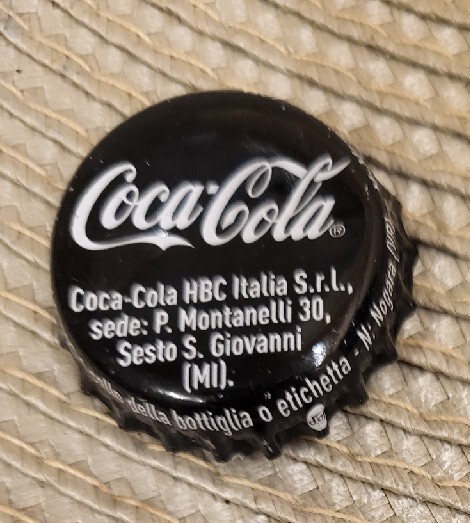 Coca-Cola®
Coca-Cola HBC Italia S.r.l.,
sede: P. Montanelli 30,
Sesto S. Giovanni
(MI).
della bottiglia o etichetta - N: Nogara